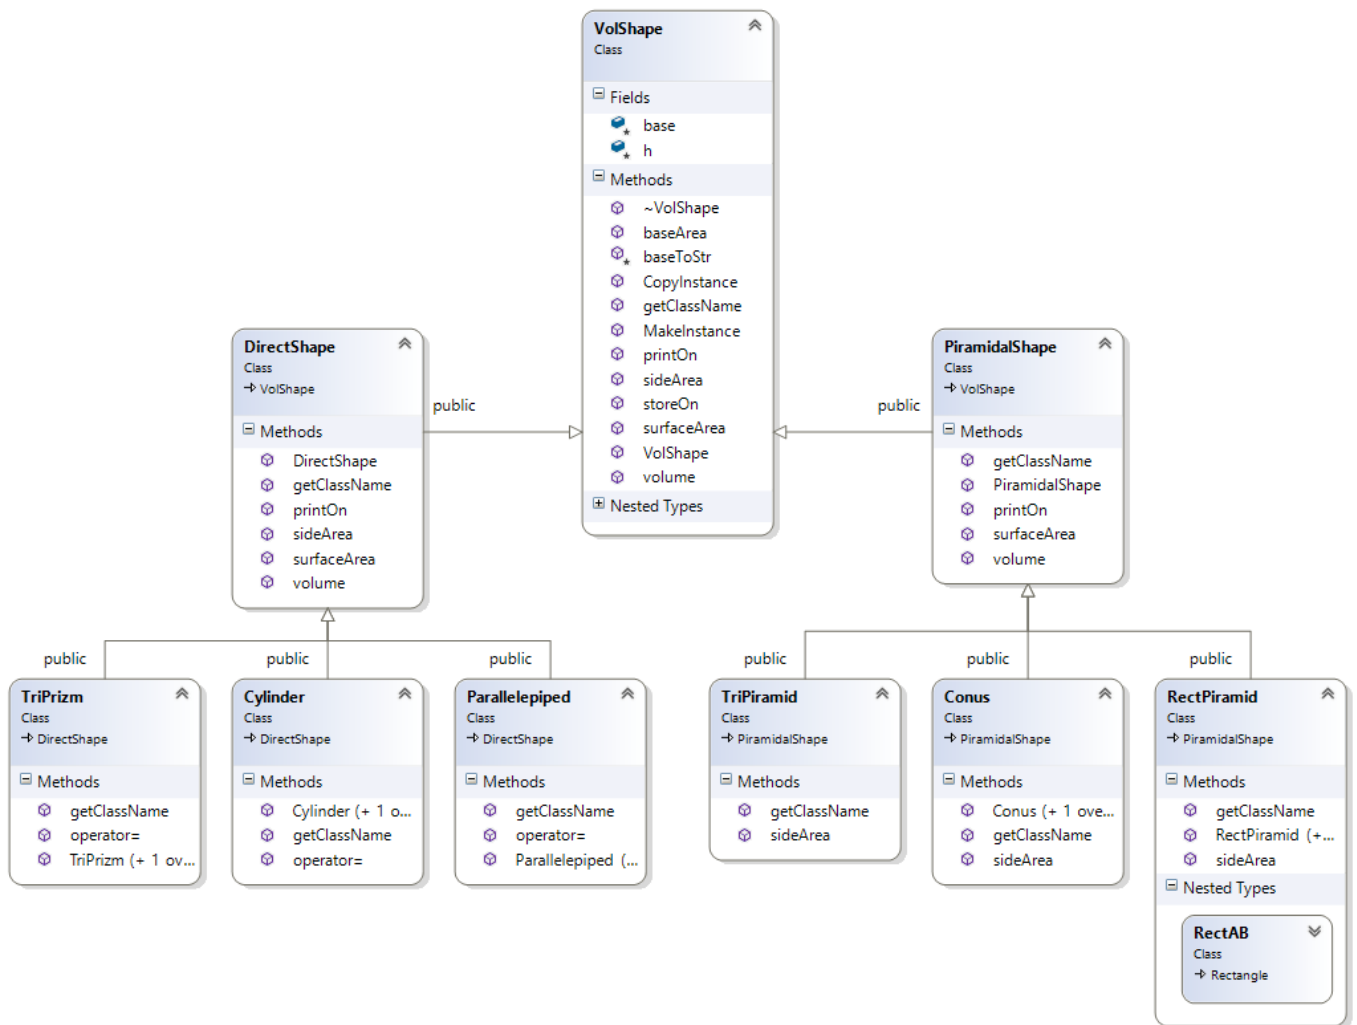 VolShape
Class
Fields
base
h
Methods
~VolShape
baseArea
baseToStr
CopyInstance
getClassName
MakeInstance
printOn
sideArea
storeOn
surfaceArea
VolShape
volume
Nested Types
DirectShape
Class
VolShape
Methods
DirectShape
getClassName
printOn
sideArea
surfaceArea
volume
public
public
PiramidalShape
Class
VolShape
Methods
getClassName
PiramidalShape
printOn
surfaceArea
volume
public
public
public
public
public
public
TriPrizm
Class
DirectShape
Methods
getClassName
operator=
TriPrizm (+ 1 ov...
Cylinder
Class
DirectShape
Methods
Cylinder (+ 1 o...
getClassName
operator=
Parallelepiped
Class
DirectShape
Methods
getClassName
operator=
Parallelepiped (...
TriPiramid
Class
PiramidalShape
Methods
getClassName
sideArea
Conus
Class
PiramidalShape
Methods
Conus (+ 1 ove...
getClassName
sideArea
RectPiramid
Class
PiramidalShape
Methods
getClassName
RectPiramid (+...
sideArea
Nested Types
RectAB
Class
Rectangle